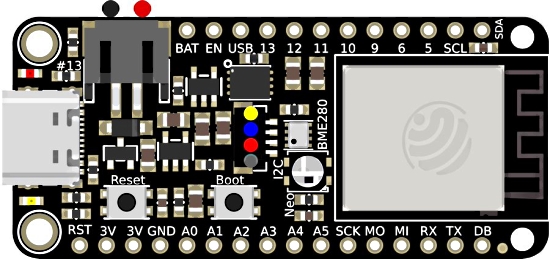 SDA
BAT EN USB 13 12 11 10 9 6 5 SCL
#13
BME280
I2C
Neo
Reset
Boot
RST 3V 3V GND A0 A1 A2 A3 A4 A5 SCK MO MI RX TX DB